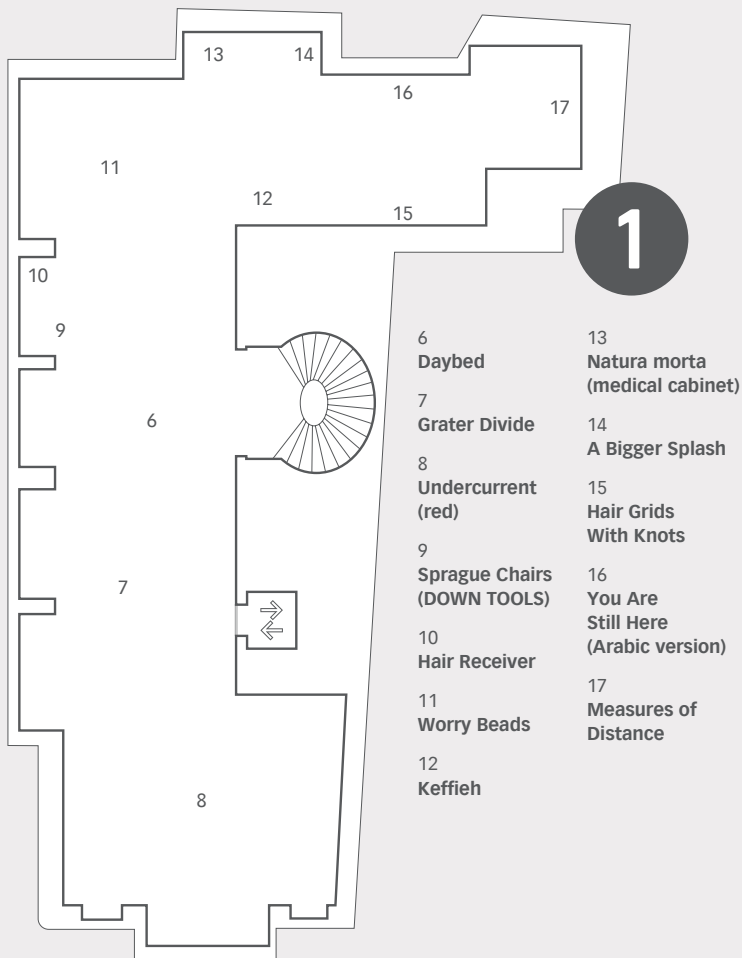 13
14
16
17
11
12
15
10
9
6
7
8
1
6
Daybed
7
Grater Divide
8
Undercurrent
(red)
9
Sprague Chairs
(DOWN TOOLS)
10
Hair Receiver
11
Worry Beads
12
Keffieh
13
Natura morta
(medical cabinet)
14
A Bigger Splash
15
Hair Grids
With Knots
16
You Are
Still Here
(Arabic version)
17
Measures of
Distance